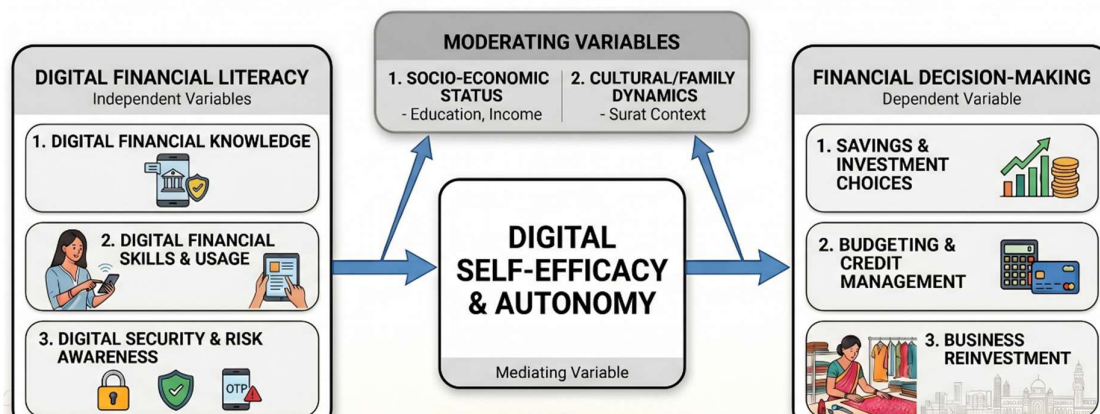 DIGITAL FINANCIAL LITERACY
Independent Variables
1. DIGITAL FINANCIAL KNOWLEDGE
2. DIGITAL FINANCIAL
SKILLS & USAGE
3. DIGITAL SECURITY & RISK
AWARENESS
OTP
MODERATING VARIABLES
1. SOCIO-ECONOMIC
STATUS
- Education, Income
2. CULTURAL/FAMILY
DYNAMICS
- Surat Context
DIGITAL
SELF-EFFICACY
& AUTONOMY
Mediating Variable
FINANCIAL DECISION-MAKING
Dependent Variable
1. SAVINGS &
INVESTMENT
CHOICES
2. BUDGETING &
CREDIT
MANAGEMENT
3. BUSINESS
REINVESTMENT